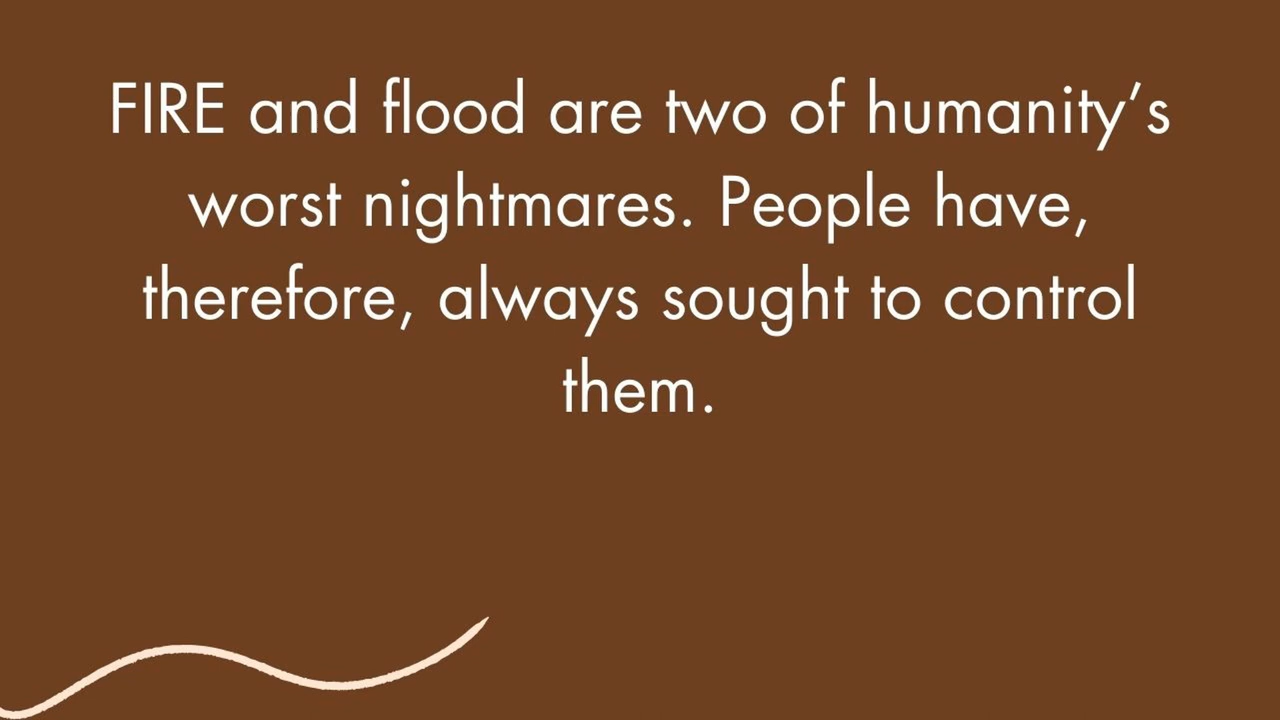 FIRE and flood are two of humanity’s
worst nightmares. People have,
therefore, always sought to control
them.